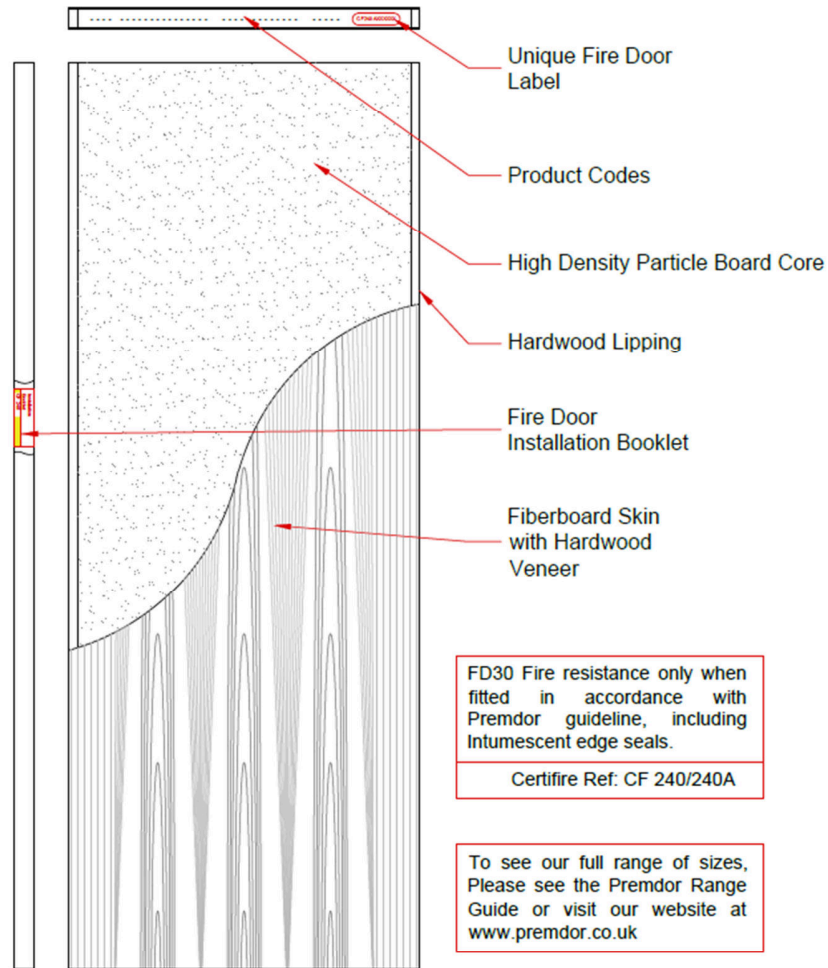 Unique Fire Door
Label
Product Codes
High Density Particle Board Core
Hardwood Lipping
Fire Door
Installation Booklet
Fiberboard Skin
with Hardwood
Veneer
FD30 Fire resistance only when
fitted in accordance with
Premdor guideline, including
Intumescent edge seals.
Certifire Ref: CF 240/240A
To see our full range of sizes,
Please see the Premdor Range
Guide or visit our website at
www.premdor.co.uk